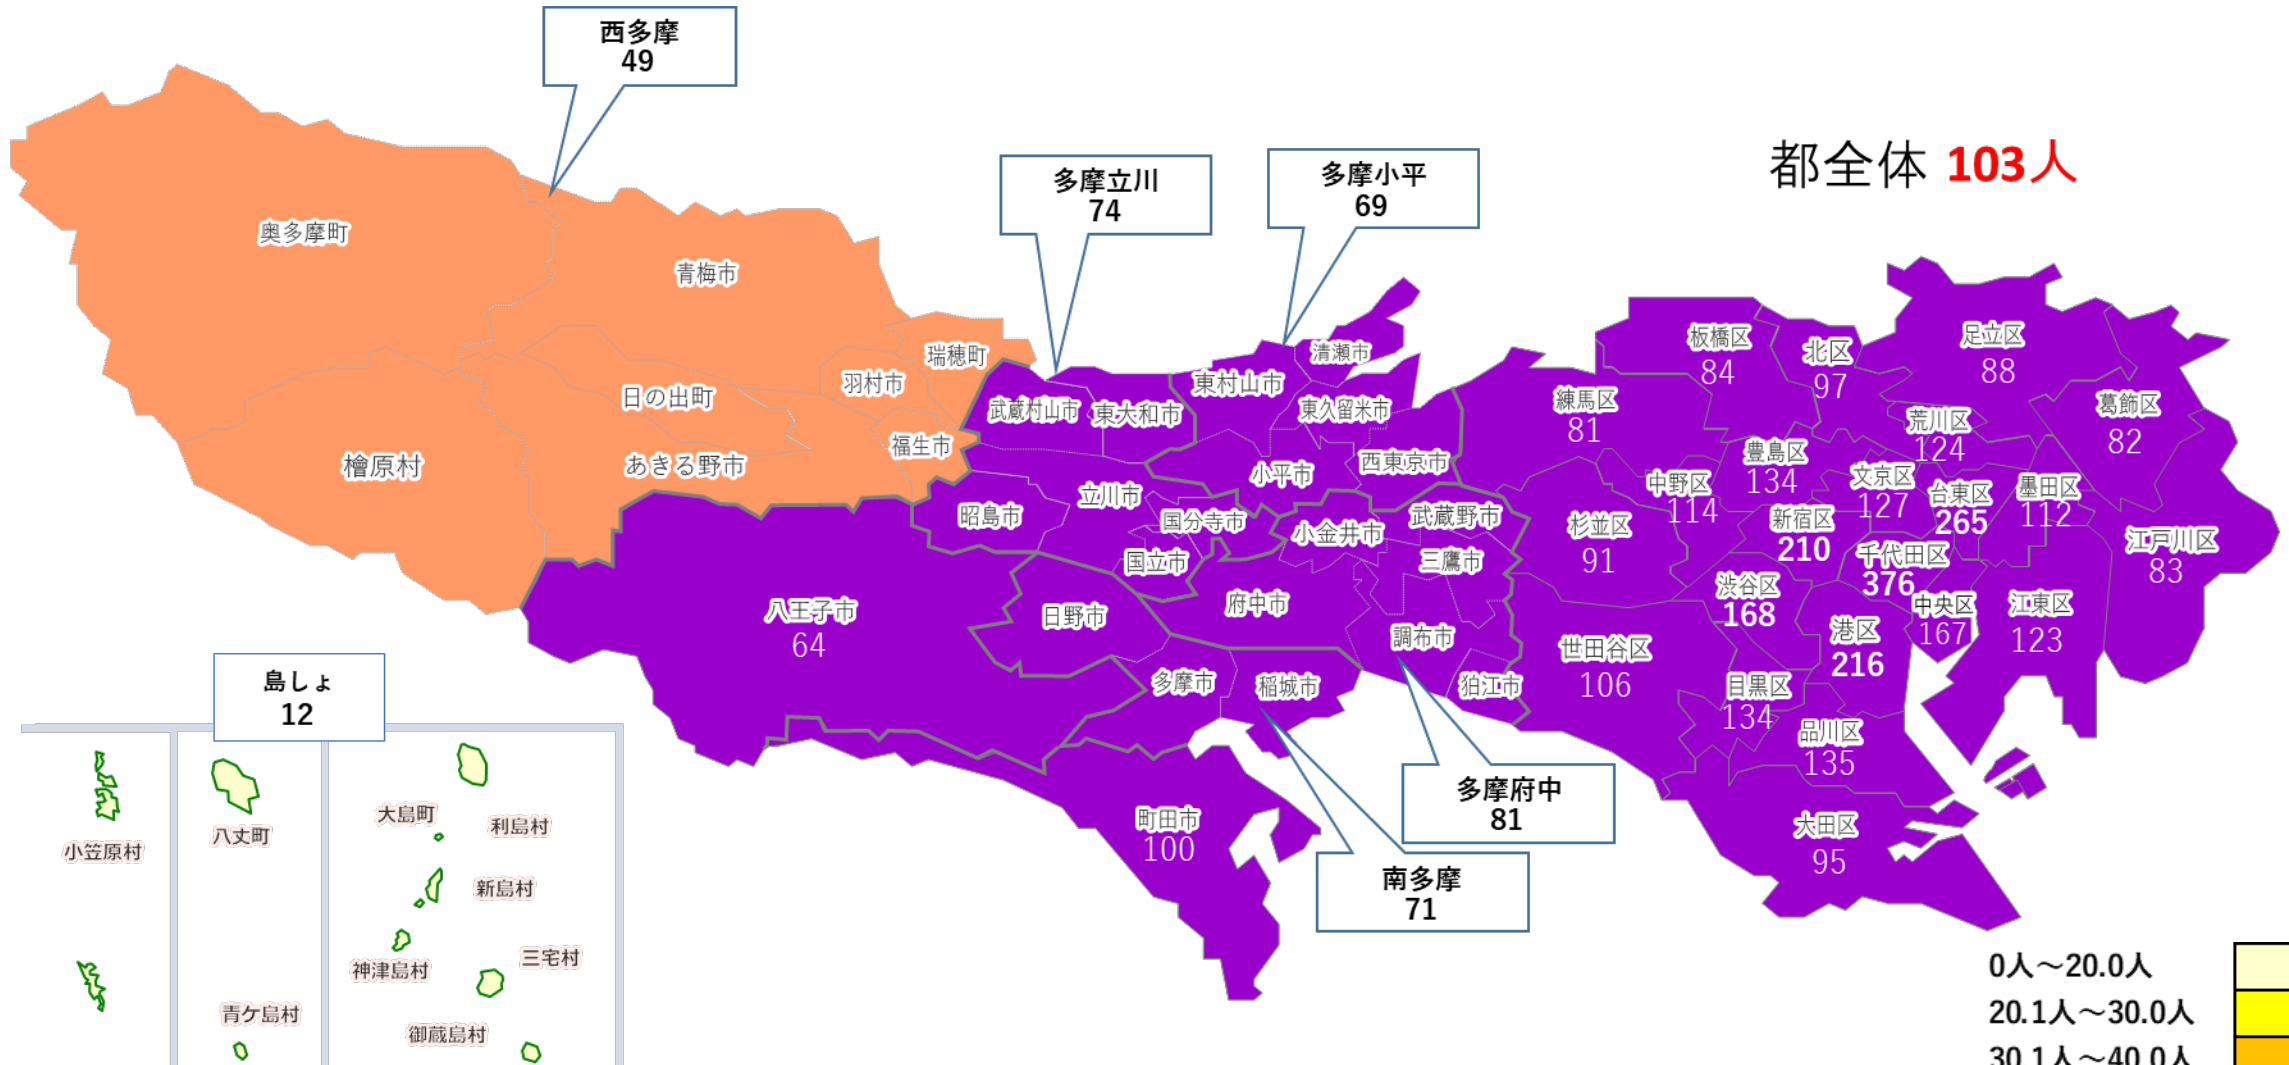 西多摩
49
多摩立川
74
多摩小平
69
都全体 103人
奥多摩町
青梅市
瑞穂町
羽村市
日の出町
福生市
あきる野市
檜原村
武蔵村山市
東大和市
東村山市
清瀬市
東久留米市
小平市
西東京市
立川市
昭島市
国分寺市
国立市
小金井市
武蔵野市
三鷹市
府中市
調布市
狛江市
八王子市
64
日野市
多摩市
稲城市
町田市
100
多摩府中
81
南多摩
71
板橋区
84
北区
97
足立区
88
葛飾区
82
練馬区
81
荒川区
124
豊島区
134
文京区
127
台東区
265
墨田区
112
中野区
114
杉並区
91
新宿区
210
千代田区
376
江戸川区
83
渋谷区
168
中央区
167
江東区
123
港区
216
世田谷区
106
目黒区
134
品川区
135
大田区
95
島しょ
12
小笠原村
八丈町
青ケ島村
大島町
利島村
新島村
神津島村
三宅村
御蔵島村
0人～20.0人
20.1人～30.0人
30.1人～40.0人